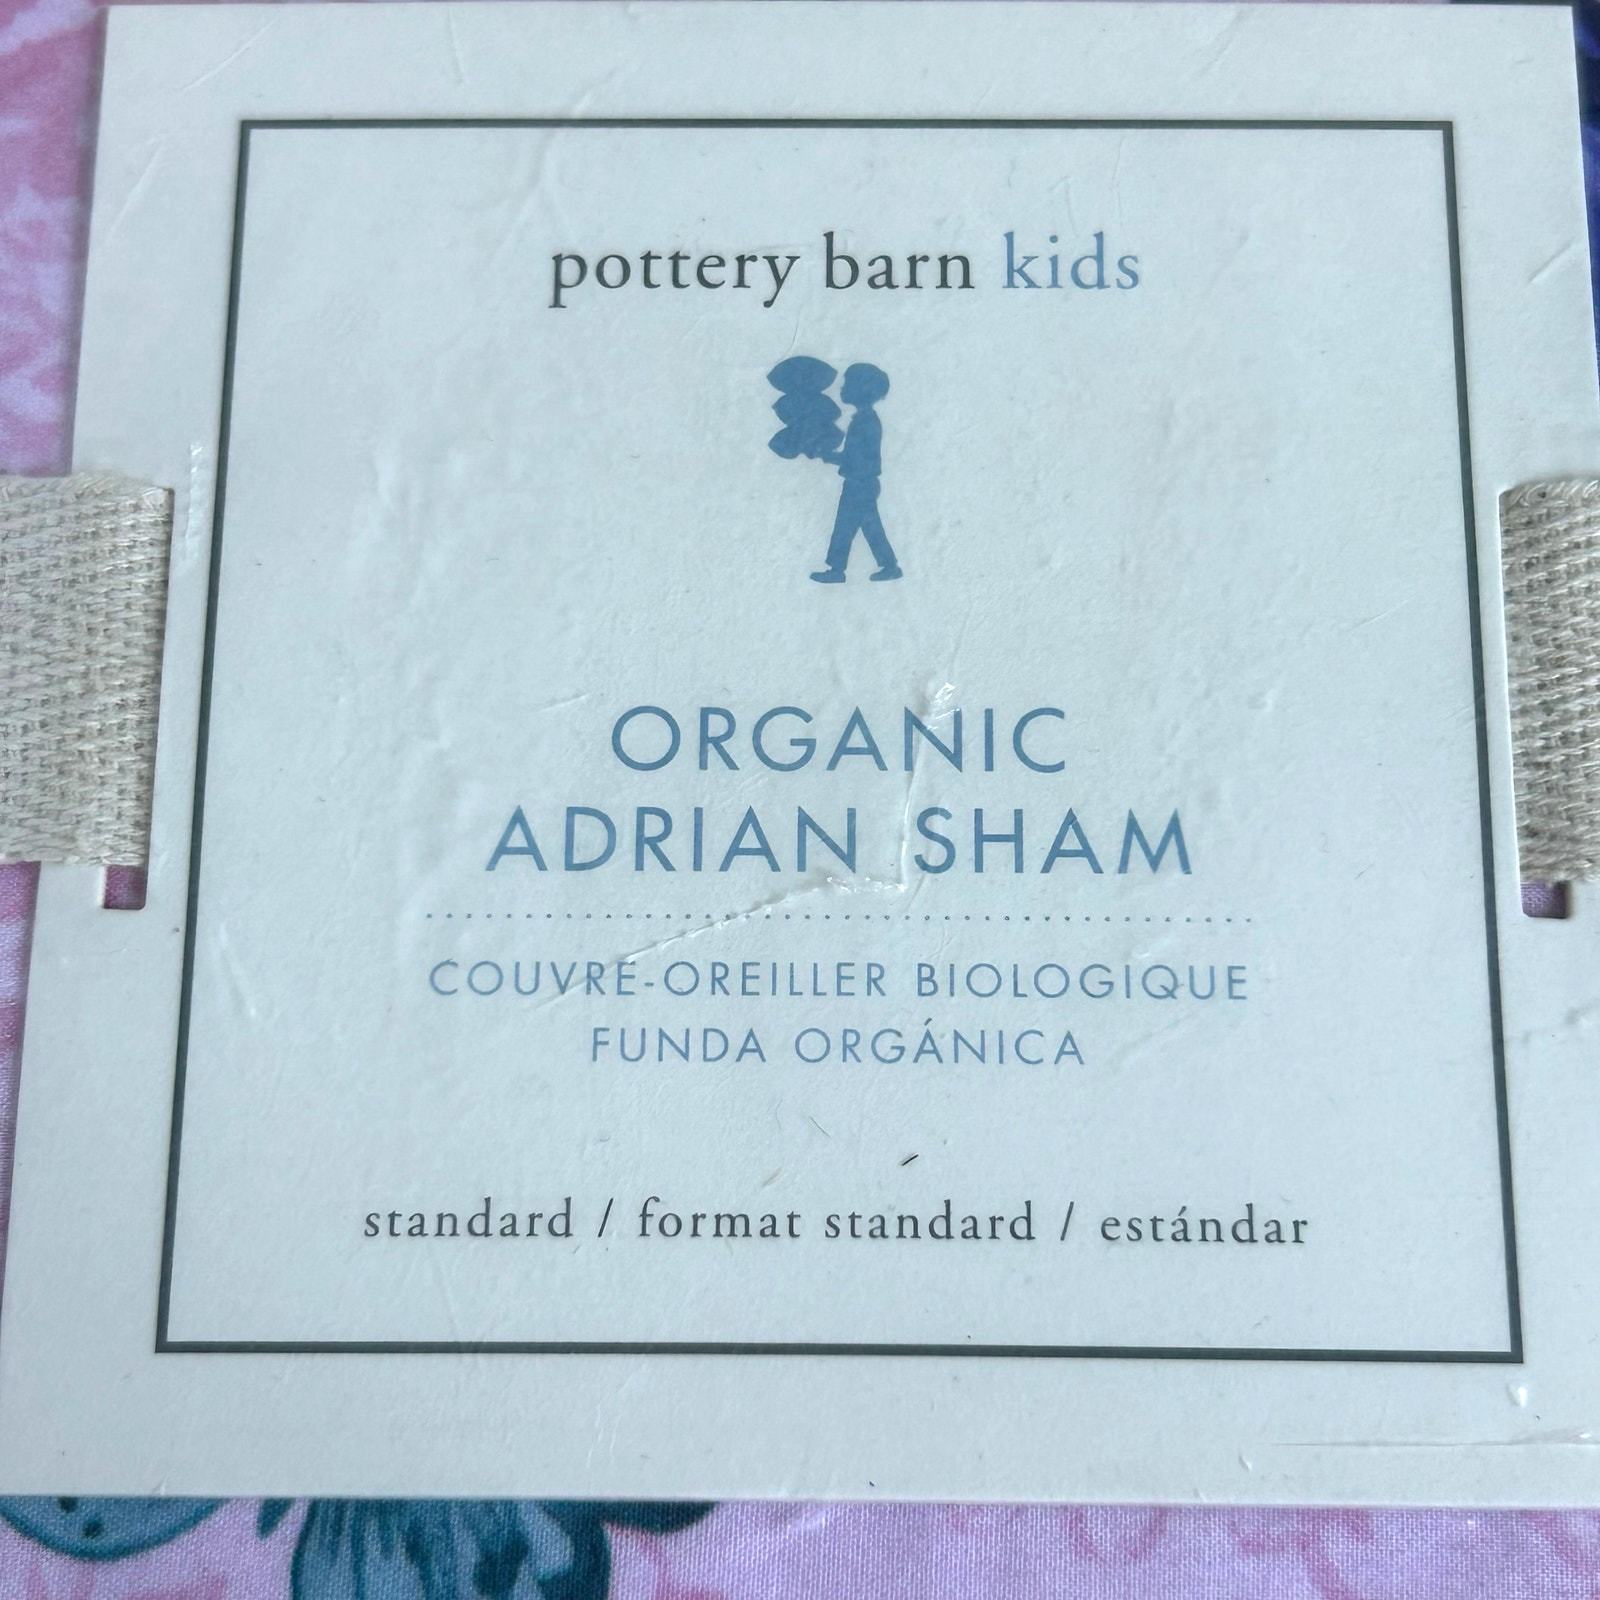 pottery barn kids
ORGANIC
ADRIAN SHAM
COUVRE-OREILLER BIOLOGIQUE
FUNDA ORGÁNICA
standard / format standard / estándar